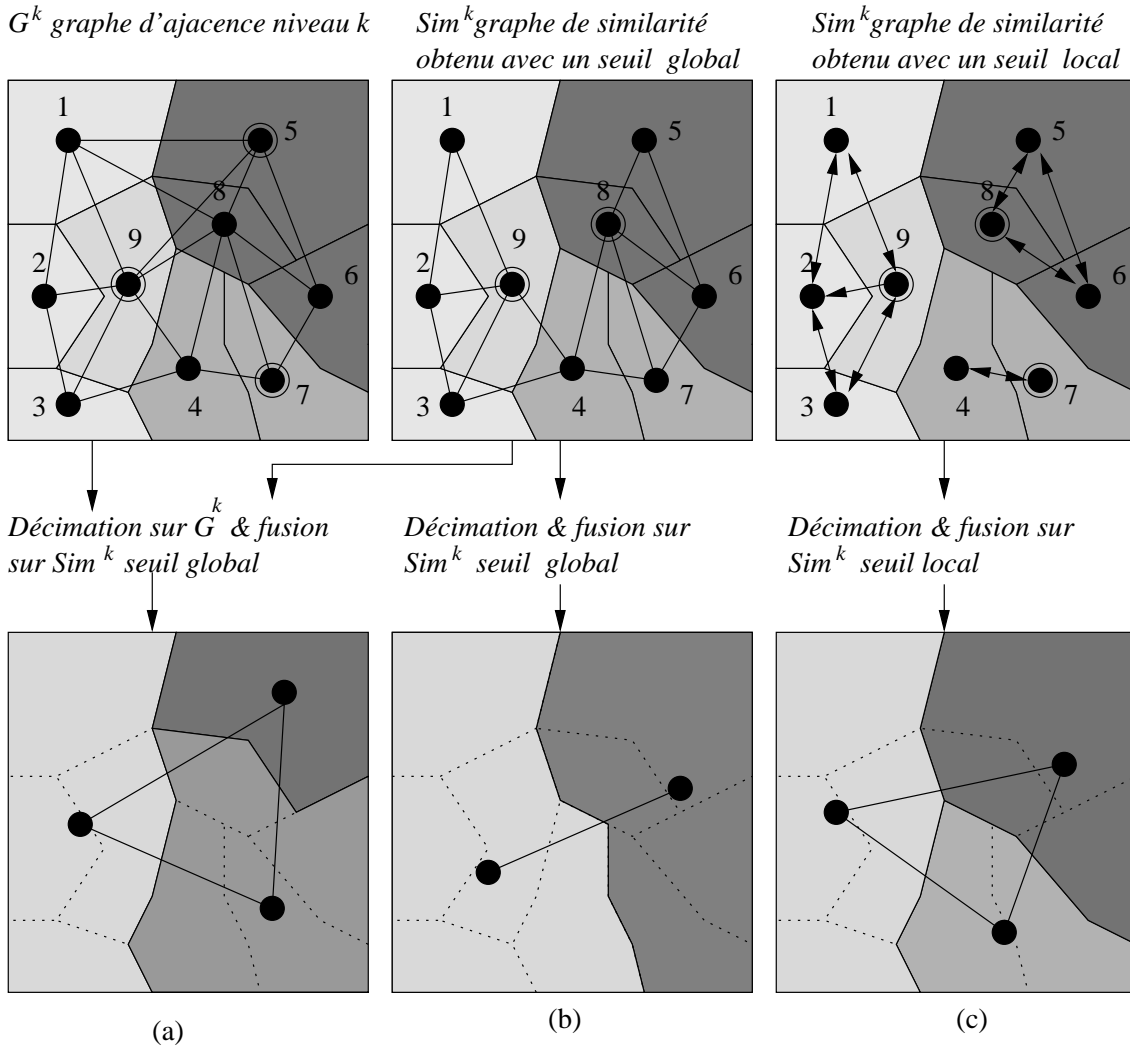 G^k graphe d'ajacence niveau k
Sim^k graphe de similarité
obtenu avec un seuil global
Sim^k graphe de similarité
obtenu avec un seuil local
1
5
8
9
2
6
3
4
7
1
5
8
9
2
6
3
4
7
1
5
8
9
2
6
3
4
7
Décimation sur G^k & fusion
sur Sim^k seuil global
Décimation & fusion sur
Sim^k seuil global
Décimation & fusion sur
Sim^k seuil local
(a)
(b)
(c)